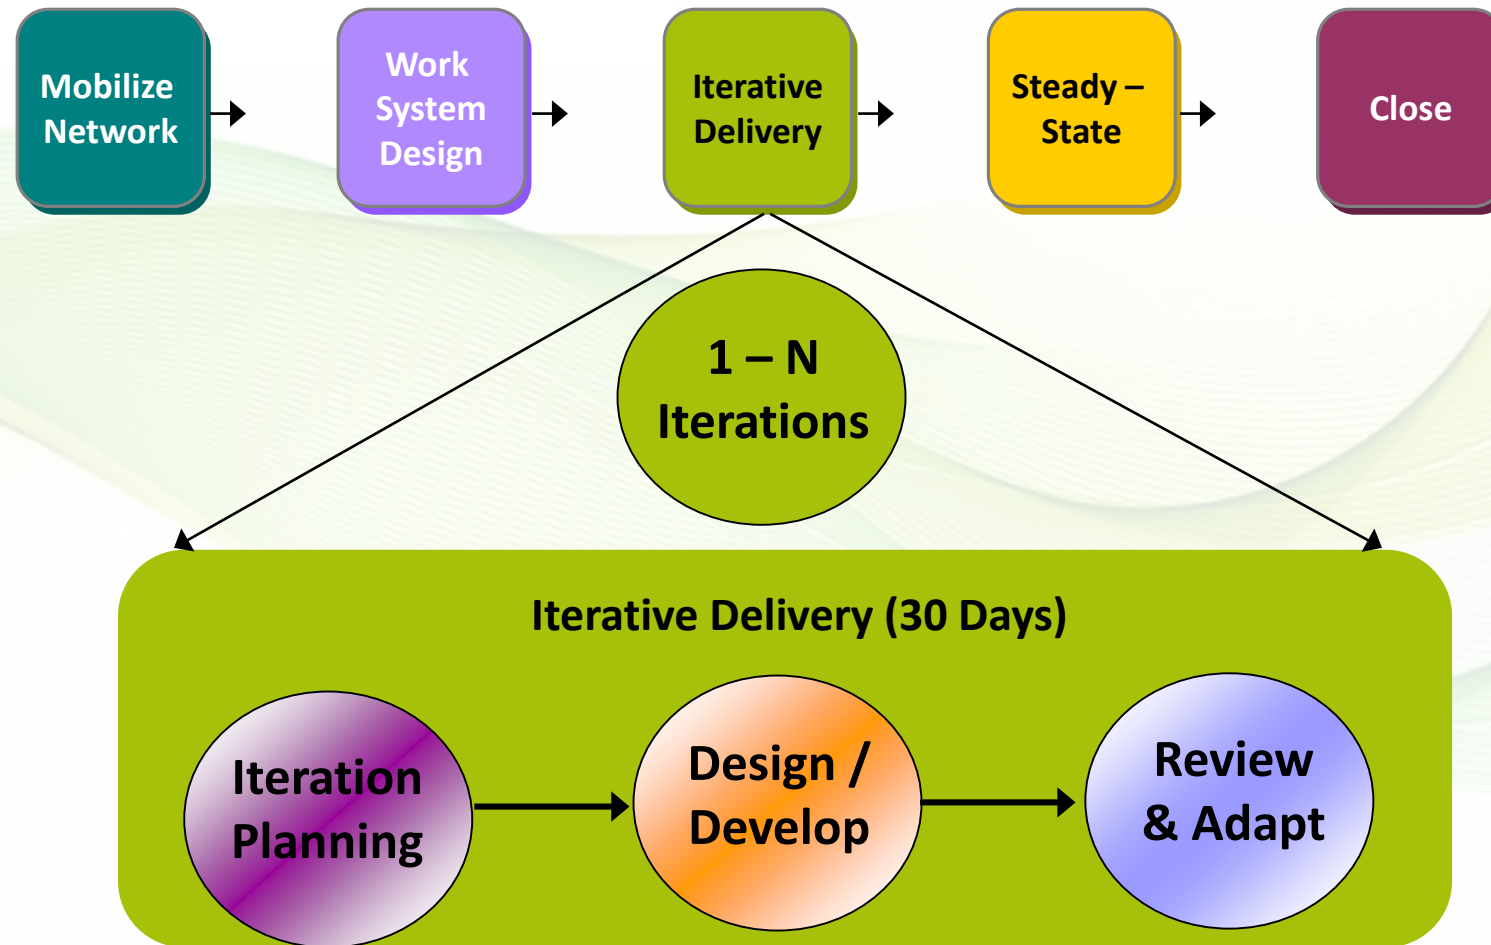 Mobilize
Network
Work
System
Design
Iterative
Delivery
Steady –
State
Close
1 – N
Iterations
Iterative Delivery (30 Days)
Iteration
Planning
Design /
Develop
Review
& Adapt